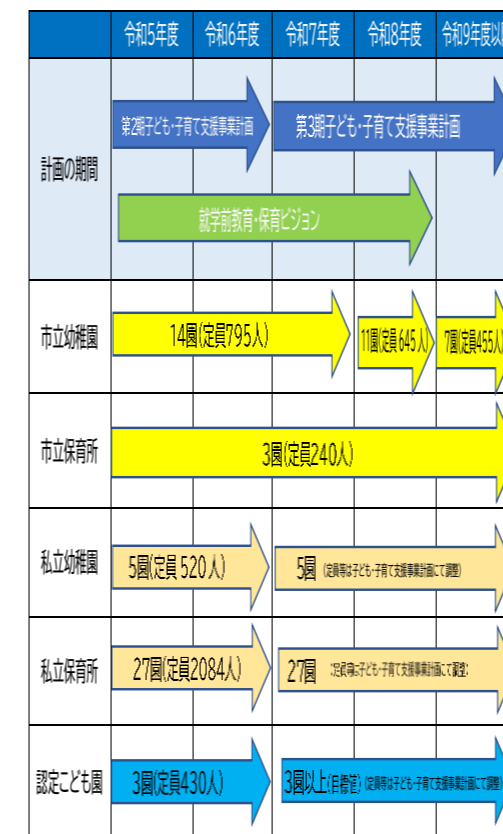 令和5年度 令和6年度 令和7年度 令和8年度 令和9年度以
計画の期間
第2期子ども・子育て支援事業計画 第3期子ども・子育て支援事業計画
就学前教育・保育ビジョン
市立幼稚園 14園(定員795人) 11園(定員645人) 7園(定員455人)
市立保育所 3園(定員240人)
私立幼稚園 5園(定員 520人) 5園 (定員等は子ども・子育て支援事業計画にて調整)
私立保育所 27園(定員2084人) 27園 子ども・子育て支援事業計画にて調整
認定こども園 3園(定員430人) 3園以上(目標値) (定員等は子ども・子育て支援事業計画にて調整)